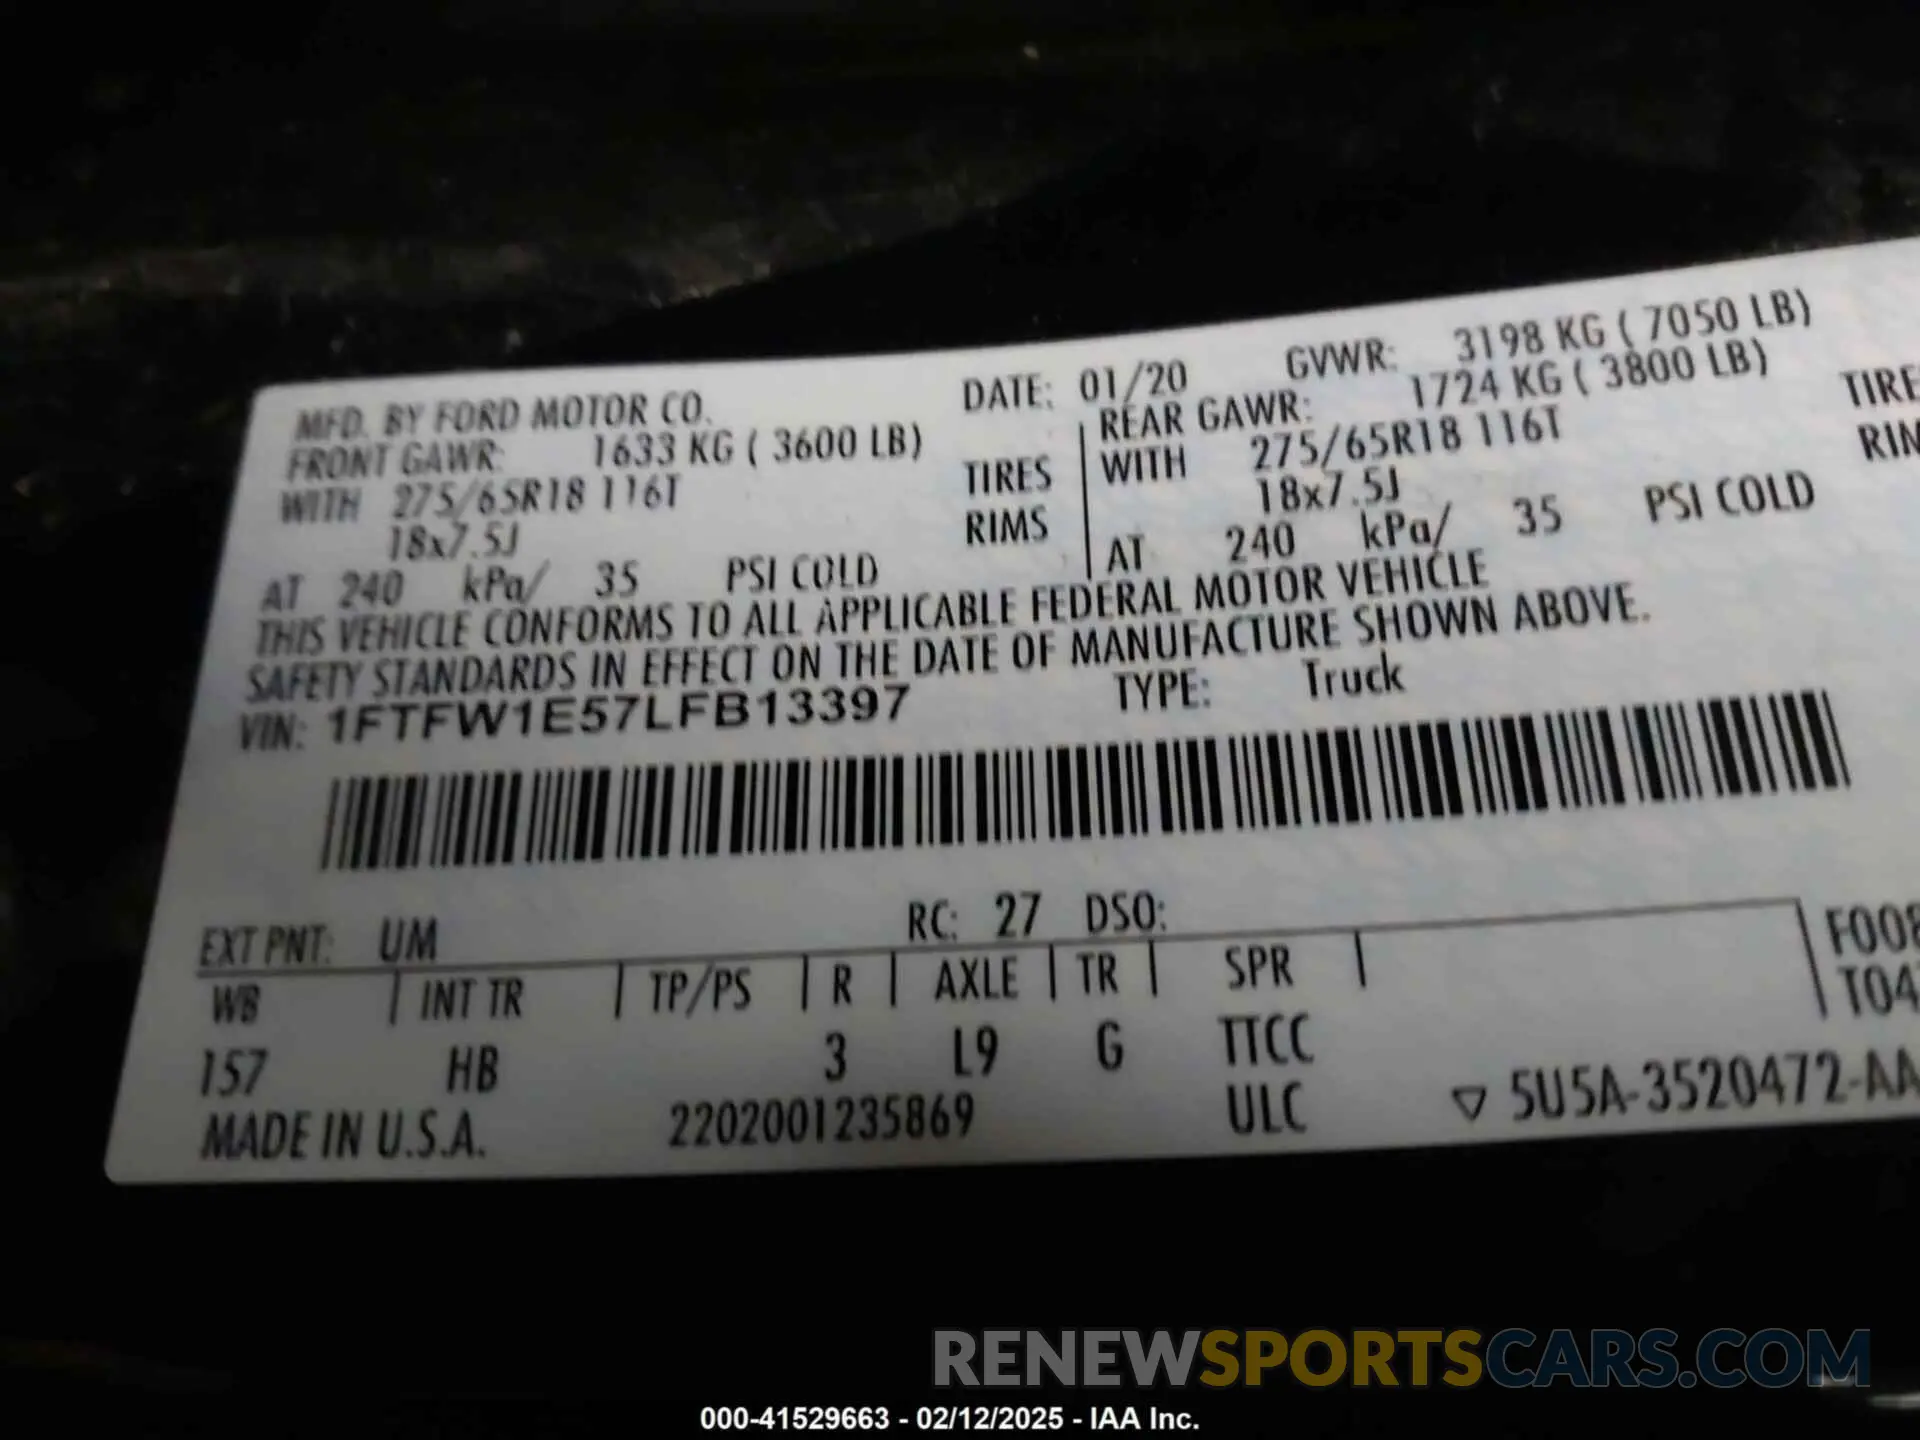 MFD. BY FORD MOTOR CO. DATE: 01/20 GVWR: 3198 KG ( 7050 LB)
FRONT GAWR: 1633 KG ( 3600 LB) REAR GAWR: 1724 KG ( 3800 LB)
WITH 275/65R18 116T TIRES WITH 275/65R18 116T TIRES
18x7.5J RIMS 18x7.5J RIM
AT 240 kPa/ 35 PSI COLD AT 240 kPa/ 35 PSI COLD
THIS VEHICLE CONFORMS TO ALL APPLICABLE FEDERAL MOTOR VEHICLE
SAFETY STANDARDS IN EFFECT ON THE DATE OF MANUFACTURE SHOWN ABOVE.
VIN: 1FTFW1E57LFB13397 TYPE: Truck
EXT PNT: UM RC: 27 DSO: F008
WB INT TR TP/PS R AXLE TR SPR T047
157 HB 3 L9 G TTCC
MADE IN U.S.A. 2202001235869 ULC ▽ 5U5A-3520472-AA
RENEWSPORTSCARS.COM
000-41529663 - 02/12/2025 - IAA Inc.